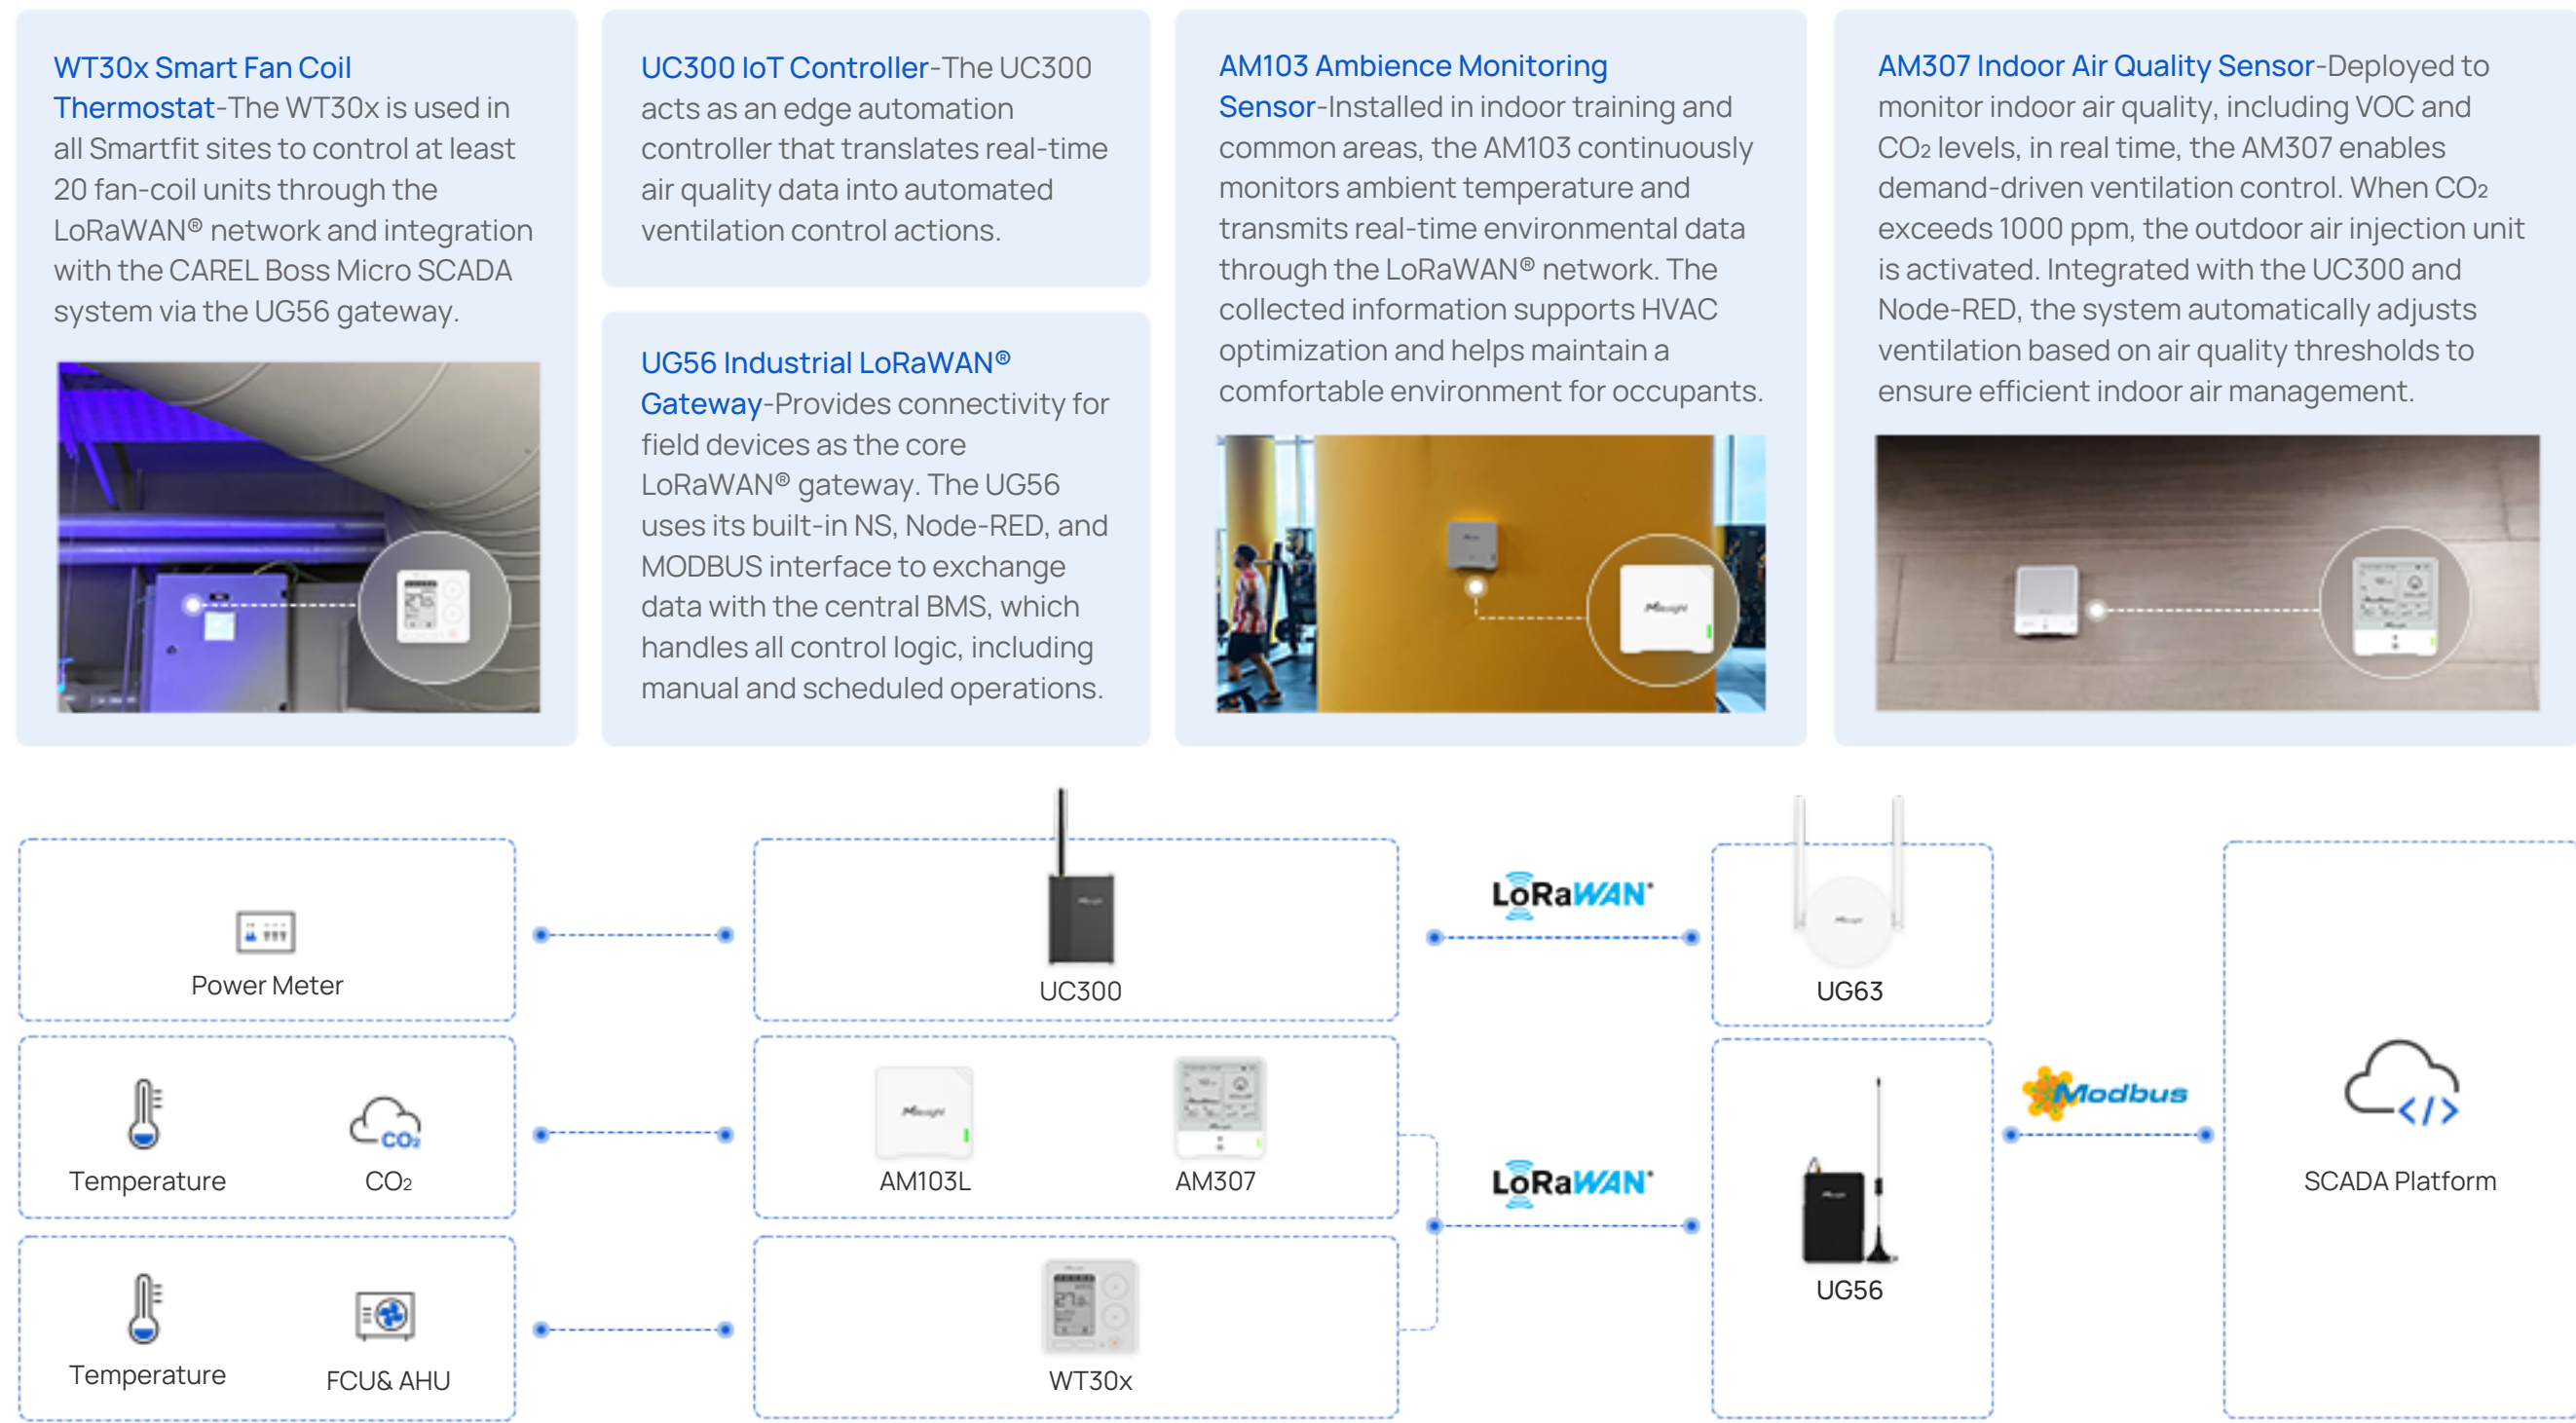 WT30x Smart Fan Coil
Thermostat-The WT30x is used in
all Smartfit sites to control at least
20 fan-coil units through the
LoRaWAN® network and integration
with the CAREL Boss Micro SCADA
system via the UG56 gateway.
UC300 IoT Controller-The UC300
acts as an edge automation
controller that translates real-time
air quality data into automated
ventilation control actions.
UG56 Industrial LoRaWAN®
Gateway-Provides connectivity for
field devices as the core
LoRaWAN® gateway. The UG56
uses its built-in NS, Node-RED, and
MODBUS interface to exchange
data with the central BMS, which
handles all control logic, including
manual and scheduled operations.
AM103 Ambience Monitoring
Sensor-Installed in indoor training and
common areas, the AM103 continuously
monitors ambient temperature and
transmits real-time environmental data
through the LoRaWAN® network. The
collected information supports HVAC
optimization and helps maintain a
comfortable environment for occupants.
Milesight
AM307 Indoor Air Quality Sensor-Deployed to
monitor indoor air quality, including VOC and
CO₂ levels, in real time, the AM307 enables
demand-driven ventilation control. When CO₂
exceeds 1000 ppm, the outdoor air injection unit
is activated. Integrated with the UC300 and
Node-RED, the system automatically adjusts
ventilation based on air quality thresholds to
ensure efficient indoor air management.
Power Meter
UC300
LoRaWAN®
UG63
Temperature
CO₂
CO₂
Milesight
AM103L
AM307
LoRaWAN®
UG56
Modbus
</>
SCADA Platform
Temperature
FCU& AHU
WT30x